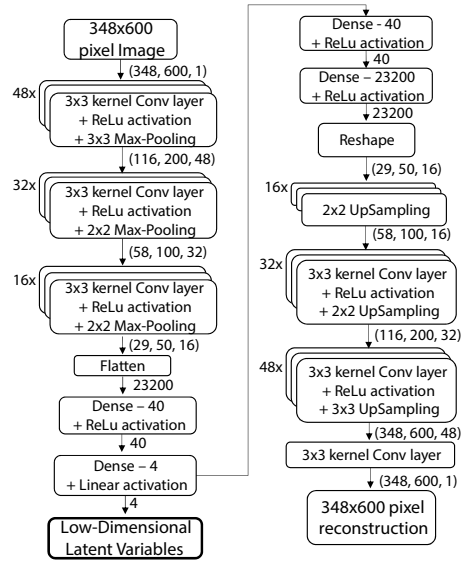 348x600
pixel Image
(348, 600, 1)
48x
3x3 kernel Conv layer
+ ReLu activation
+ 3x3 Max-Pooling
(116, 200, 48)
32x
3x3 kernel Conv layer
+ ReLu activation
+ 2x2 Max-Pooling
(58, 100, 32)
16x
3x3 kernel Conv layer
+ ReLu activation
+ 2x2 Max-Pooling
(29, 50, 16)
Flatten
23200
Dense – 40
+ ReLu activation
40
Dense – 4
+ Linear activation
4
Low-Dimensional
Latent Variables
Dense - 40
+ ReLu activation
40
Dense – 23200
+ ReLu activation
23200
Reshape
(29, 50, 16)
16x
2x2 UpSampling
(58, 100, 16)
32x
3x3 kernel Conv layer
+ ReLu activation
+ 2x2 UpSampling
(116, 200, 32)
48x
3x3 kernel Conv layer
+ ReLu activation
+ 3x3 UpSampling
(348, 600, 48)
3x3 kernel Conv layer
(348, 600, 1)
348x600 pixel
reconstruction